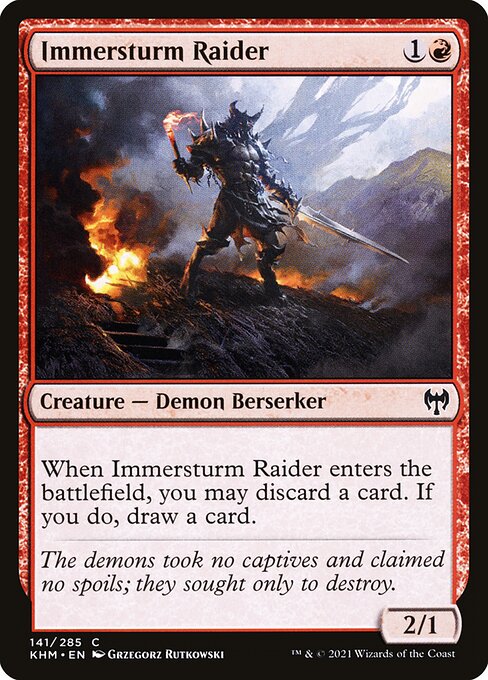 Immersturm Raider 1
Creature — Demon Berserker
When Immersturm Raider enters the
battlefield, you may discard a card. If
you do, draw a card.
The demons took no captives and claimed
no spoils; they sought only to destroy.
2/1
141/285 C
KHM • EN Grzegorz Rutkowski
™ & © 2021 Wizards of the Coast